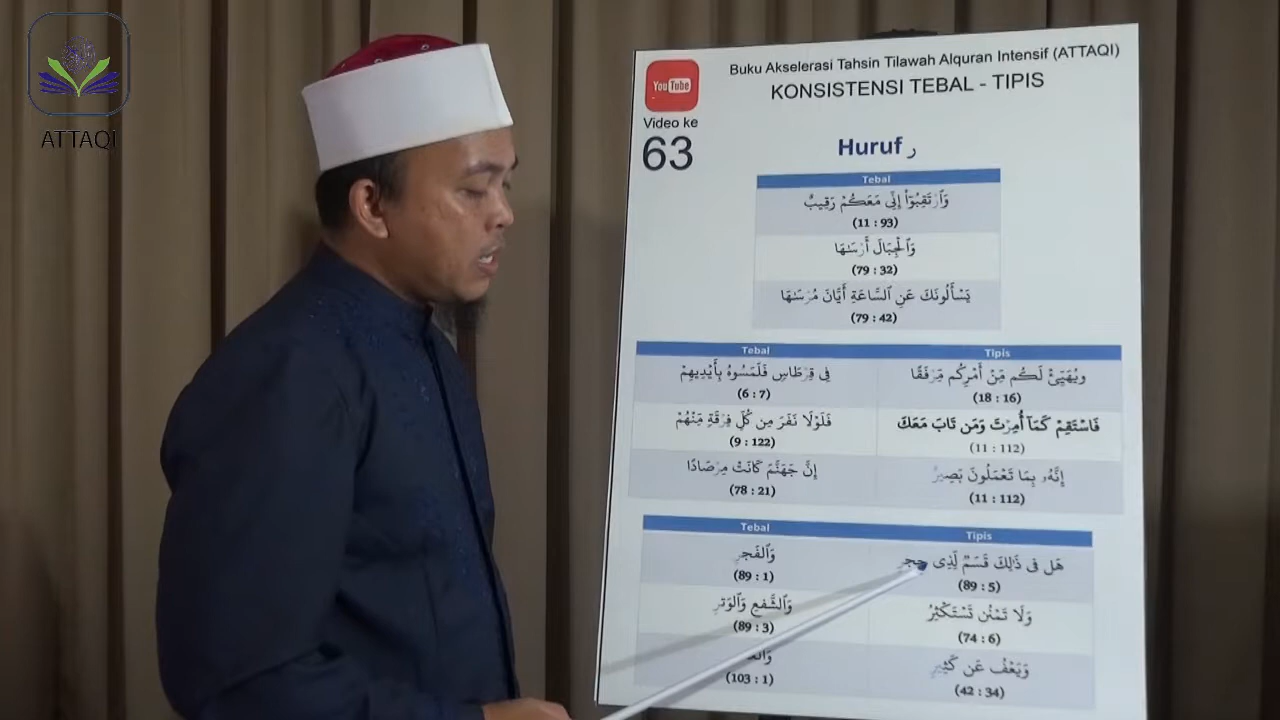 ATTAQI
Buku Akselerasi Tahsin Tilawah Alquran Intensif (ATTAQI)
KONSISTENSI TEBAL - TIPIS
YouTube
Video ke
63
Huruf ر
Tebal
وَٱرْتَقِبُوٓا۟ إِنِّى مَعَكُمْ رَقِيبٌ
(11 : 93)
وَٱلْجِبَالَ أَرْسَىٰهَا
(79 : 32)
يَسْأَلُونَكَ عَنِ ٱلسَّاعَةِ أَيَّانَ مُرْسَىٰهَا
(79 : 42)
Tebal Tipis
فِى قِرْطَاسٍ فَلَمَسُوهُ بِأَيْدِيهِمْ
(6 : 7)
ويُهَيِّئْ لَكُم مِّنْ أَمْرِكُم مِّرْفَقًا
(18 : 16)
فَلَوْلَا نَفَرَ مِن كُلِّ فِرْقَةٍ مِّنْهُمْ
(9 : 122)
فَاسْتَقِمْ كَمَآ أُمِرْتَ وَمَن تَابَ مَعَكَ
(11 : 112)
إِنَّ جَهَنَّمَ كَانَتْ مِرْصَادًا
(78 : 21)
إِنَّهُۥ بِمَا تَعْمَلُونَ بَصِيرٌ
(11 : 112)
Tebal Tipis
وَٱلْفَجْرِ
(89 : 1)
هَلْ فِى ذَٰلِكَ قَسَمٌ لِّذِى حِجْرٍ
(89 : 5)
وَٱلشَّفْعِ وَٱلْوَتْرِ
(89 : 3)
وَلَا تَمْنُن تَسْتَكْثِرُ
(74 : 6)
(103 : 1)
وَيَعْفُ عَن كَثِيرٍ
(42 : 34)